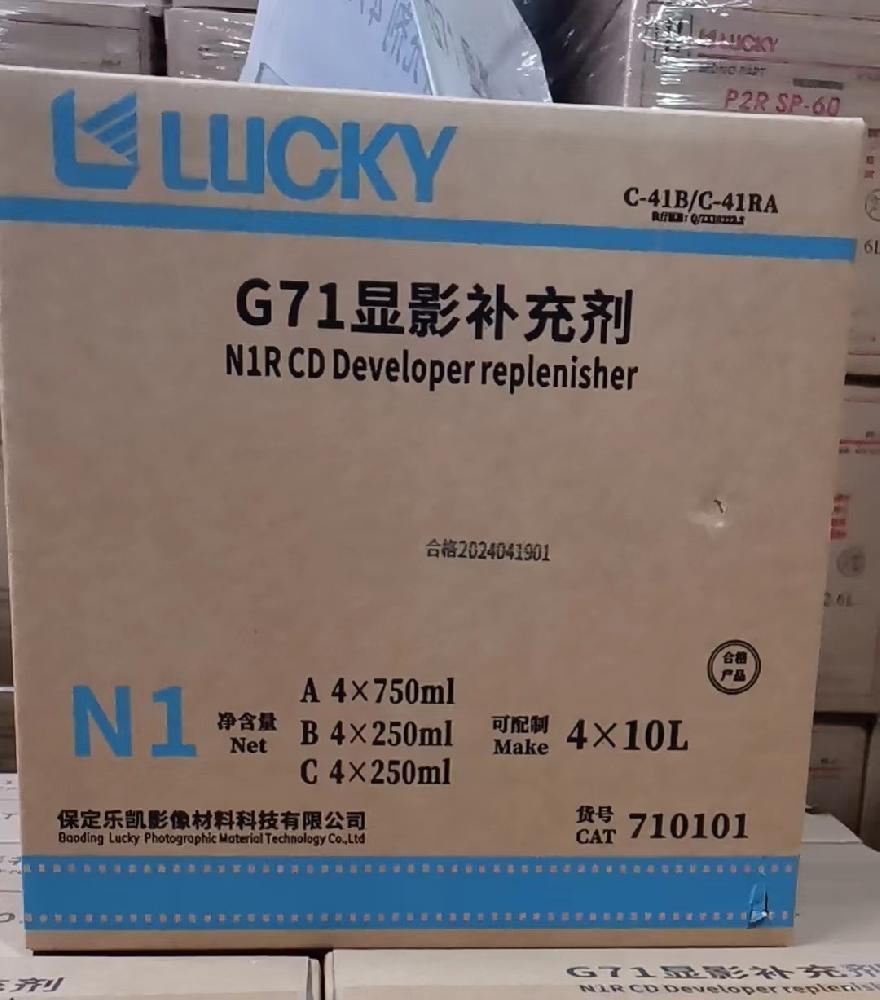 LUCKY
P2R SP-60
LUCKY
C-41B/C-41RA
G71显影补充剂
N1R CD Developer replenisher
合格2024041901
合格
产品
N1
净含量
Net
A 4×750ml
B 4×250ml
C 4×250ml
可配制
Make
4×10L
保定乐凯影像材料科技有限公司
Baoding Lucky Photographic Material Technology Co.,Ltd
货号
CAT
710101
G71显影补充剂
N1R CD Developer replenish